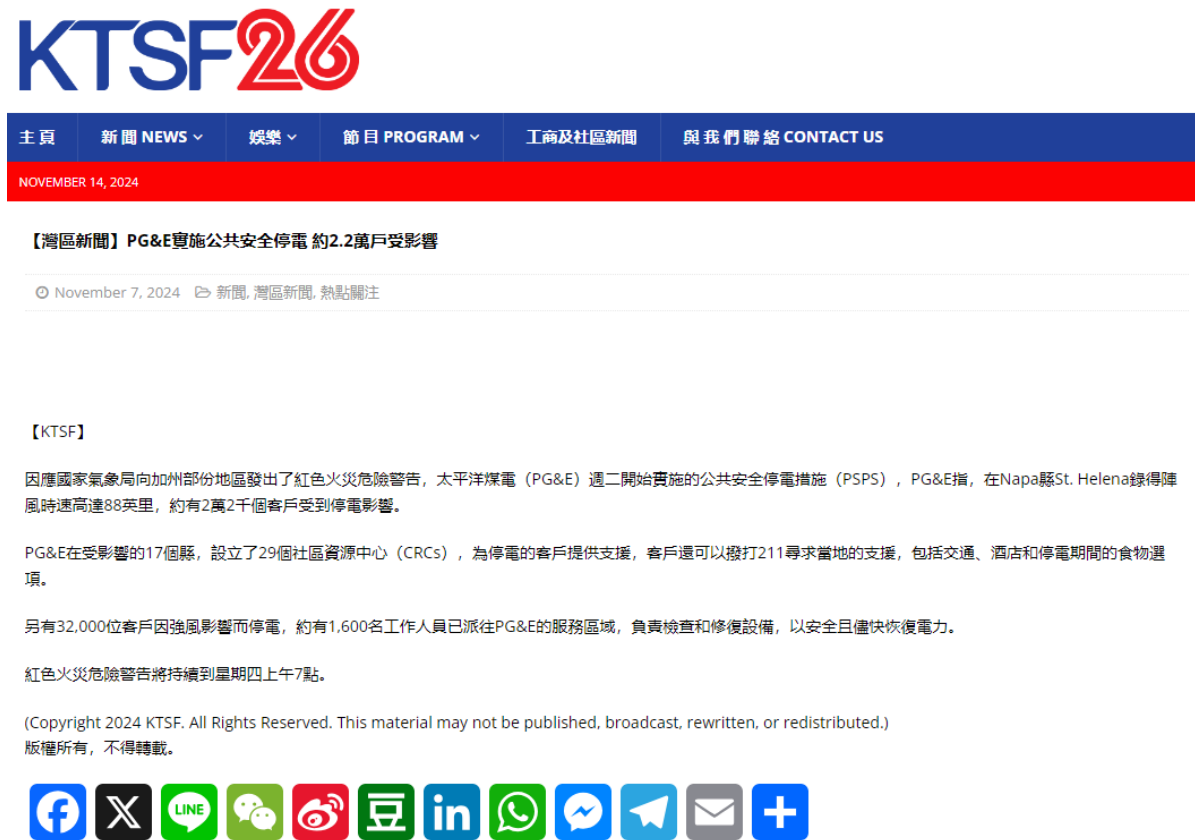 KTSF26
主頁 新聞 NEWS 娛樂 節目 PROGRAM 工商及社區新聞 與我們聯絡 CONTACT US
NOVEMBER 14, 2024
【灣區新聞】PG&E實施公共安全停電 約2.2萬戶受影響
November 7, 2024 新聞, 灣區新聞, 熱點關注
【KTSF】
因應國家氣象局向加州部份地區發出了紅色火災危險警告，太平洋煤電（PG&E）週二開始實施的公共安全停電措施（PSPS），PG&E指，在Napa縣St. Helena錄得陣
風時速高達88英里，約有2萬2千個客戶受到停電影響。
PG&E在受影響的17個縣，設立了29個社區資源中心（CRCs），為停電的客戶提供支援，客戶還可以撥打211尋求當地的支援，包括交通、酒店和停電期間的食物選
項。
另有32,000位客戶因強風影響而停電，約有1,600名工作人員已派往PG&E的服務區域，負責檢查和修復設備，以安全且儘快恢復電力。
紅色火災危險警告將持續到星期四上午7點。
(Copyright 2024 KTSF. All Rights Reserved. This material may not be published, broadcast, rewritten, or redistributed.)
版權所有，不得轉載。
LINE 豆 in